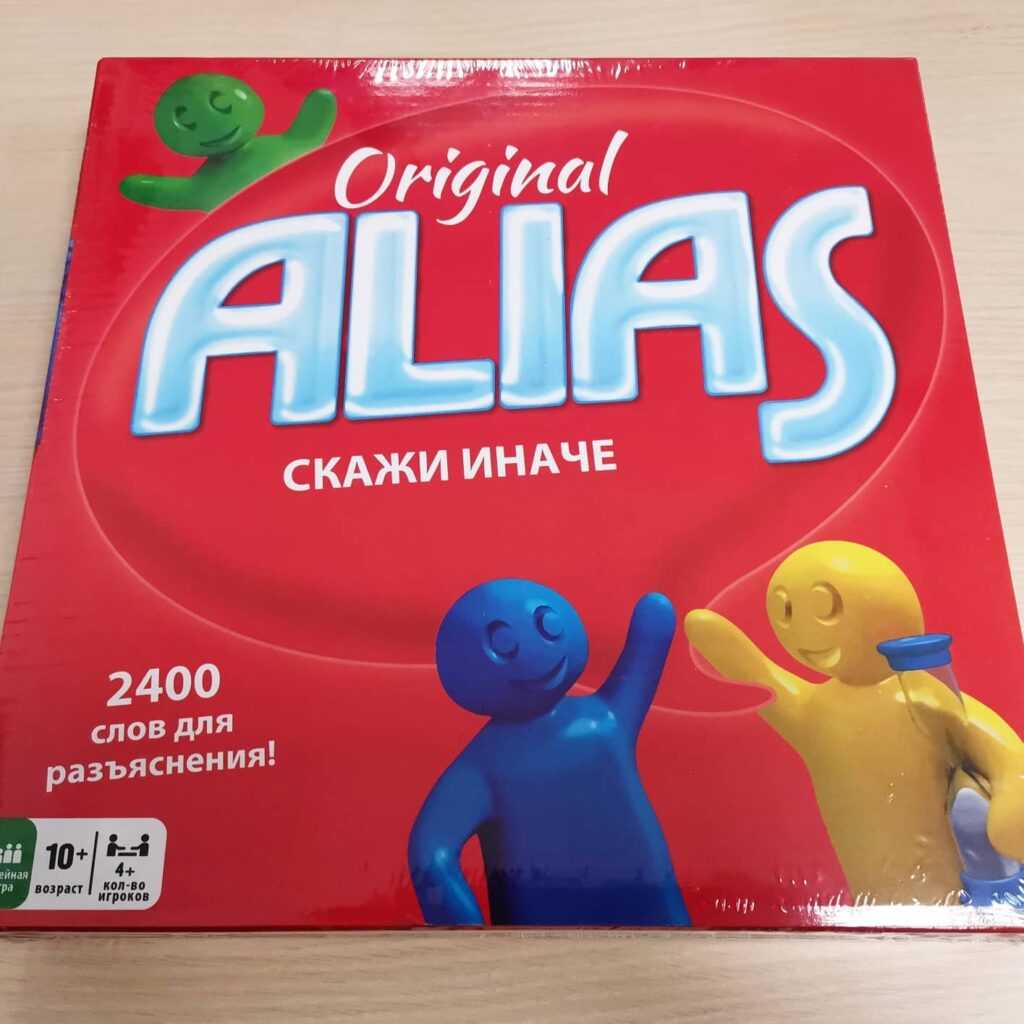 Original
ALIAS
СКАЖИ ИНАЧЕ
2400
слов для
разъяснения!
10+
возраст
4+
кол-во
игроков